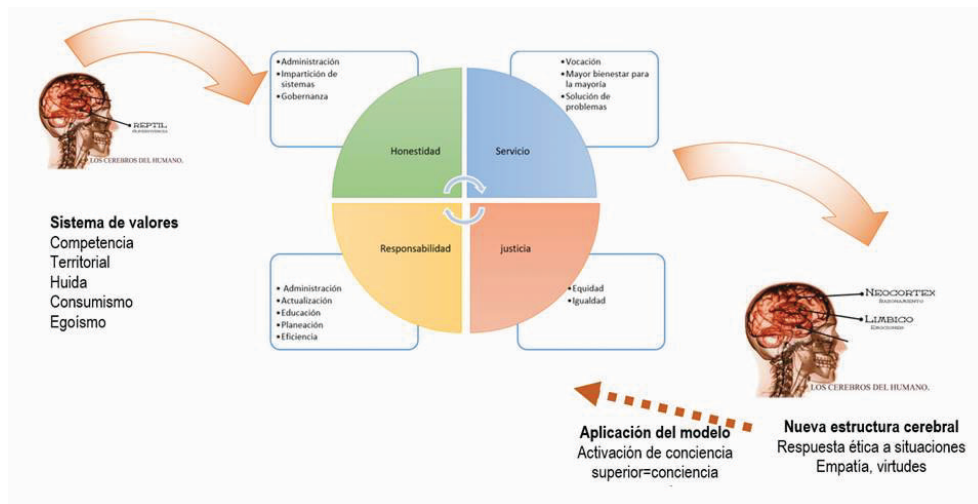 REPTIL
LOS CEREBROS DEL HUMANO.
Sistema de valores
Competencia
Territorial
Huida
Consumismo
Egoísmo
•Administración
•Impartición de
sistemas
•Gobernanza
•Vocación
•Mayor bienestar para
la mayoría
•Solución de
problemas
Honestidad
Servicio
Responsabilidad
justicia
• Administración
• Actualización
• Educación
• Planeación
• Eficiencia
•Equidad
•Igualdad
NEOCORTEX
RAZONAMIENTO
LIMBICO
EMOCIONES
LOS CEREBROS DEL HUMANO.
Aplicación del modelo
Activación de conciencia
superior=conciencia
Nueva estructura cerebral
Respuesta ética a situaciones
Empatía, virtudes